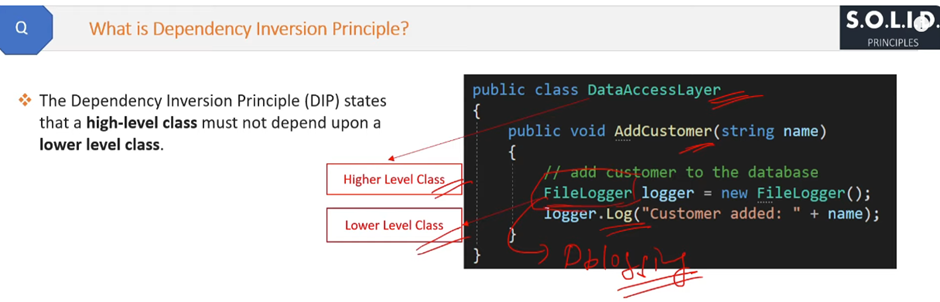 Q
What is Dependency Inversion Principle?
S.O.L.I.D.
PRINCIPLES
❖ The Dependency Inversion Principle (DIP) states
that a high-level class must not depend upon a
lower level class.
Higher Level Class
Lower Level Class
public class DataAccessLayer
{
public void AddCustomer(string name)
{
// add customer to the database
FileLogger logger = new FileLogger();
logger.Log("Customer added: " + name);
}
}
Dblogging